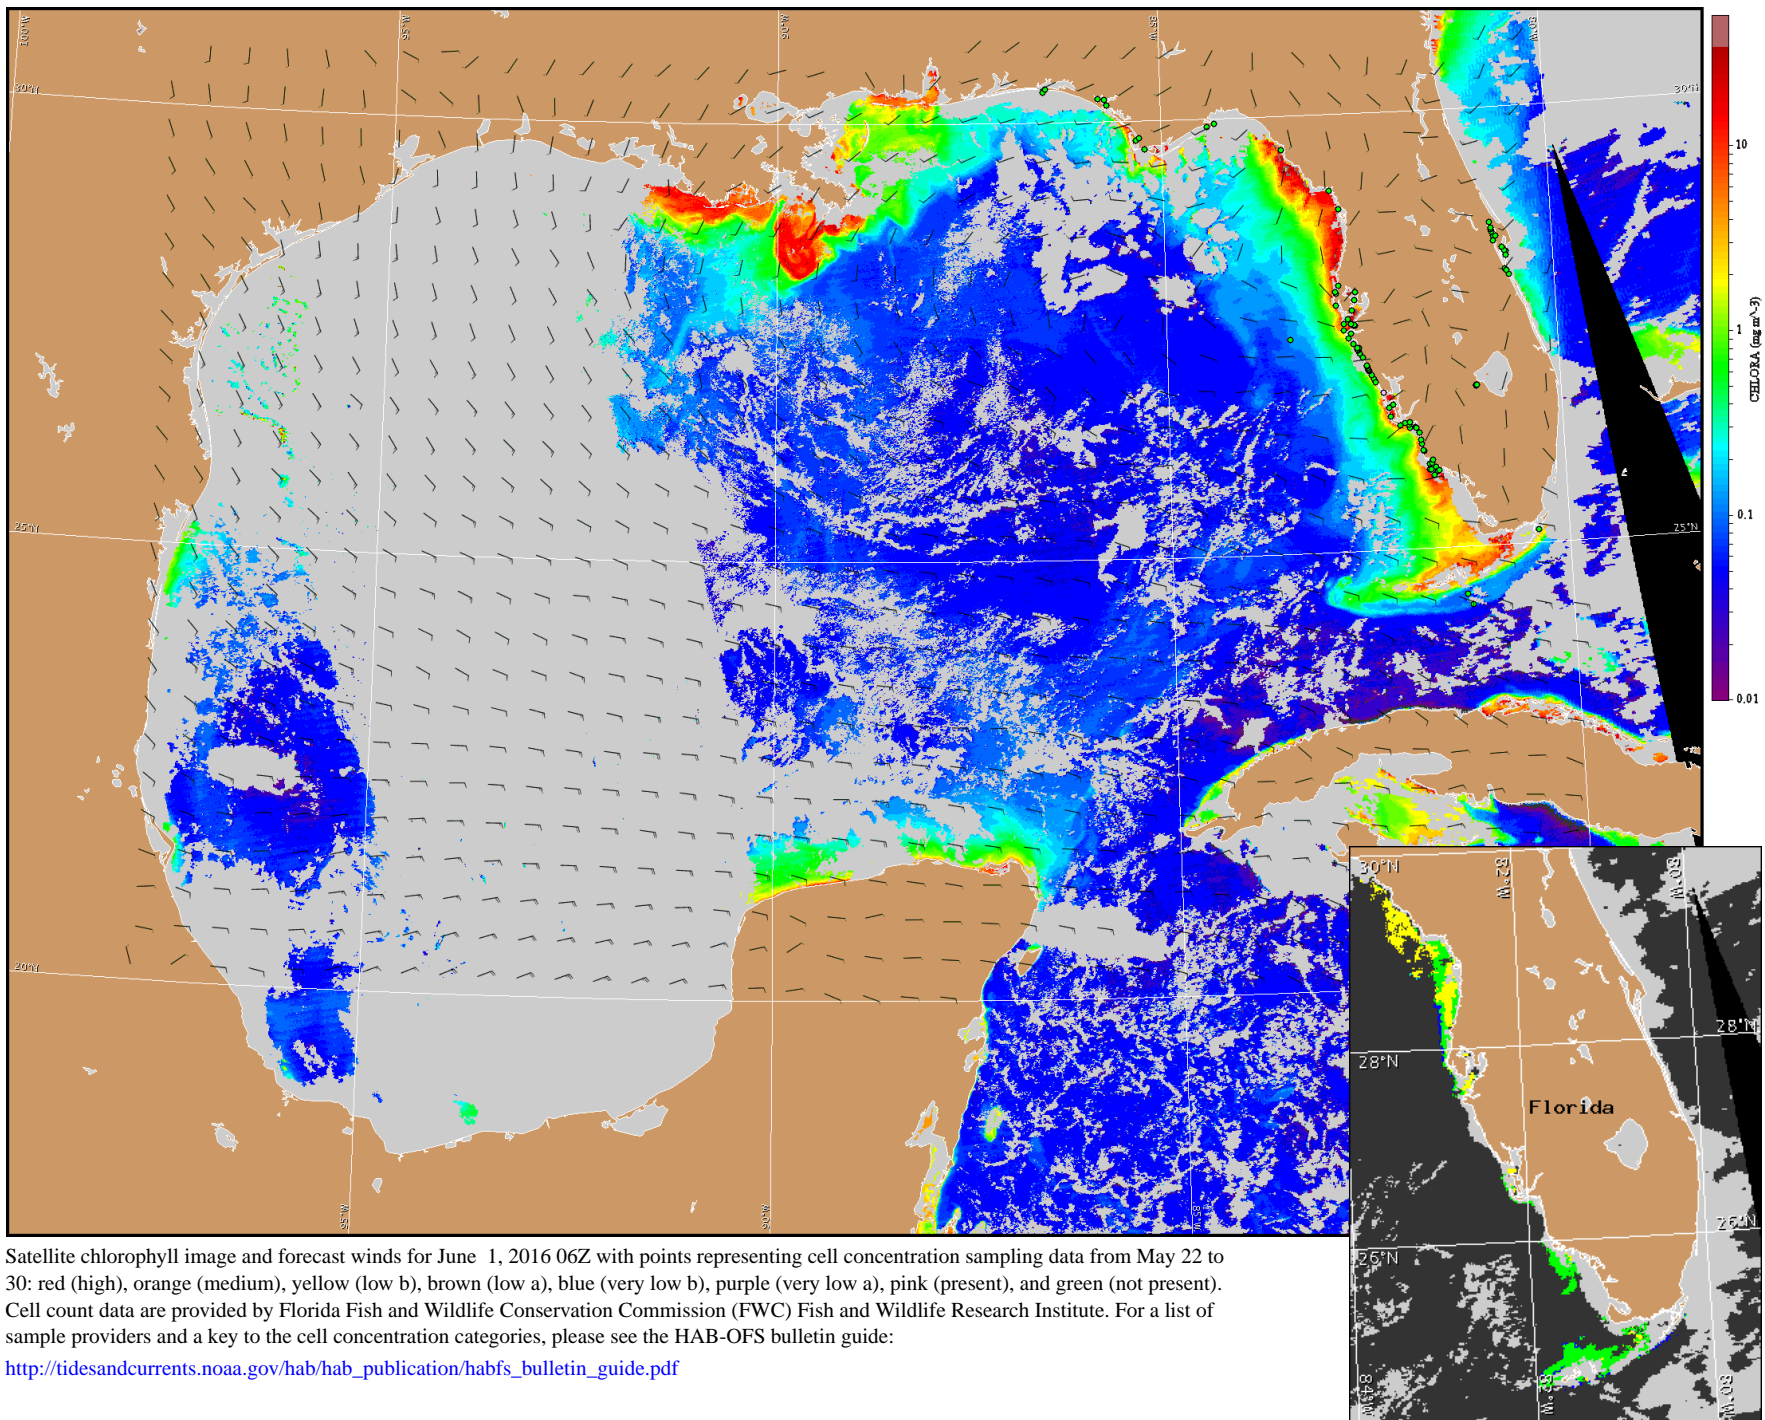 100°W
95°W
90°W
85°W
80°W
30°N
30°N
10
1
CHLORA (mg m^-3)
0.1
0.01
25°N
25°N
20°N
95°W
90°W
85°W
30°N
82°W
80°W
28°N
28°N
Florida
26°N
26°N
84°W
82°W
80°W
Satellite chlorophyll image and forecast winds for June 1, 2016 06Z with points representing cell concentration sampling data from May 22 to
30: red (high), orange (medium), yellow (low b), brown (low a), blue (very low b), purple (very low a), pink (present), and green (not present).
Cell count data are provided by Florida Fish and Wildlife Conservation Commission (FWC) Fish and Wildlife Research Institute. For a list of
sample providers and a key to the cell concentration categories, please see the HAB-OFS bulletin guide:
http://tidesandcurrents.noaa.gov/hab/hab_publication/habfs_bulletin_guide.pdf